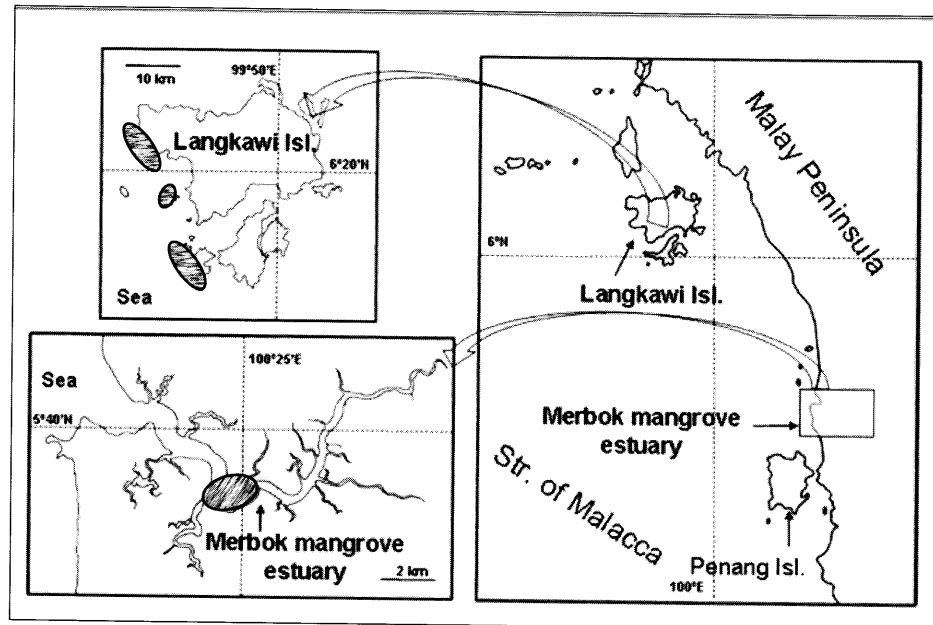 10 km
99°50'E
Langkawi Isl.
6°20'N
Sea
Malay Peninsula
6°N
Langkawi Isl.
Merbok mangrove
estuary
Str. of Malacca
Penang Isl.
100°E
Sea
100°25'E
5°40'N
Merbok mangrove
estuary
2 km